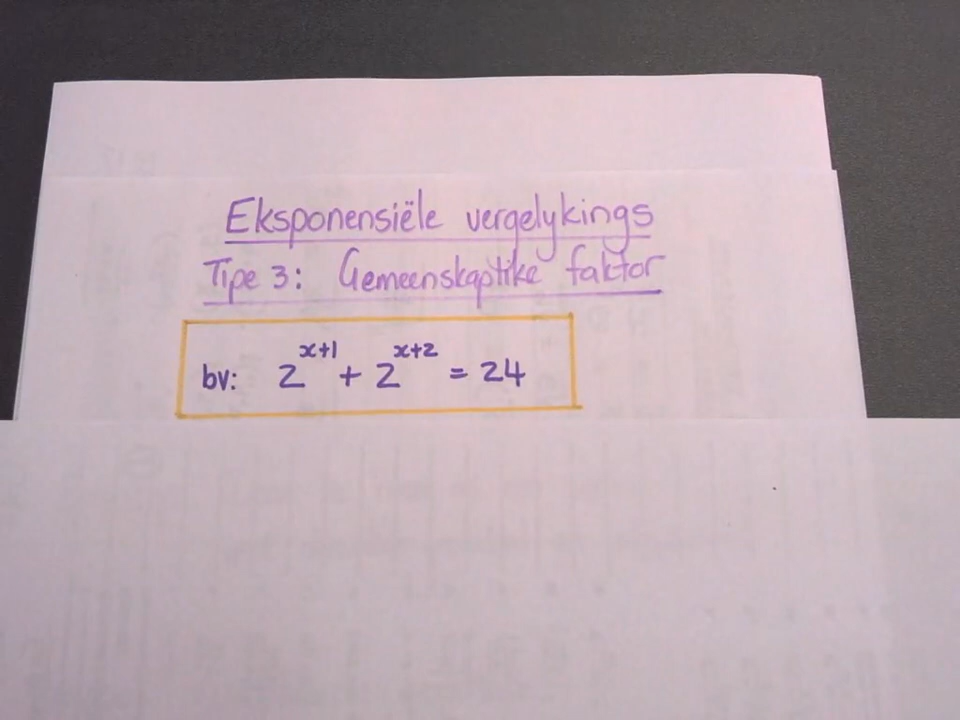 Eksponensiële vergelykings
Tipe 3: Gemeenskaplike faktor
bv: 2^{x+1} + 2^{x+2} = 24